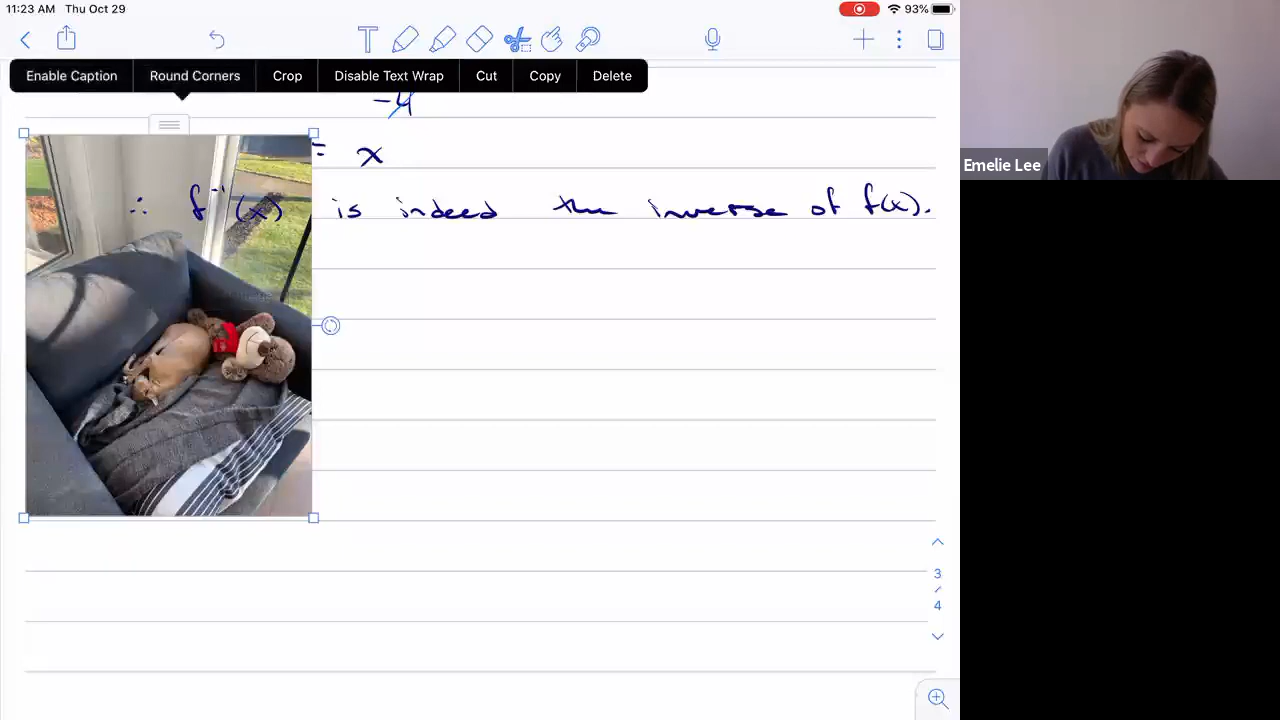 11:23 AM Thu Oct 29
93%
Enable Caption Round Corners Crop Disable Text Wrap Cut Copy Delete
-4
= x
∴ f⁻¹(x) is indeed the inverse of f(x).
Emelie Lee
3
/
4